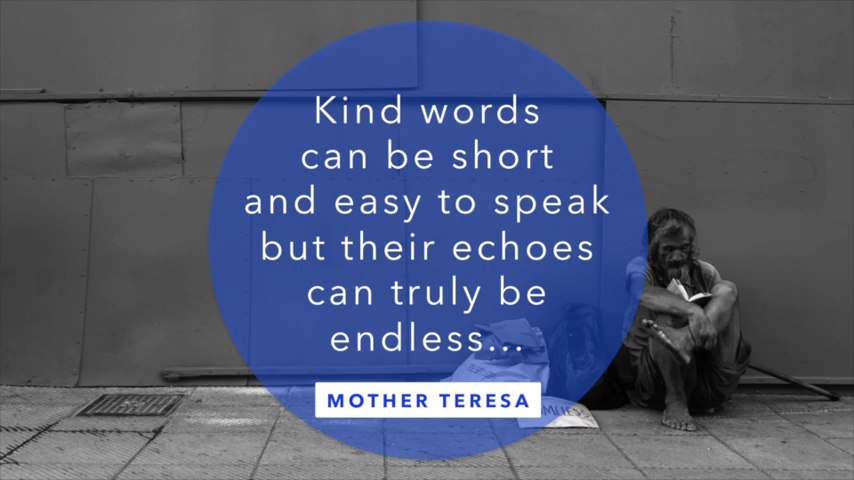 Kind words
can be short
and easy to speak
but their echoes
can truly be
endless...
MOTHER TERESA